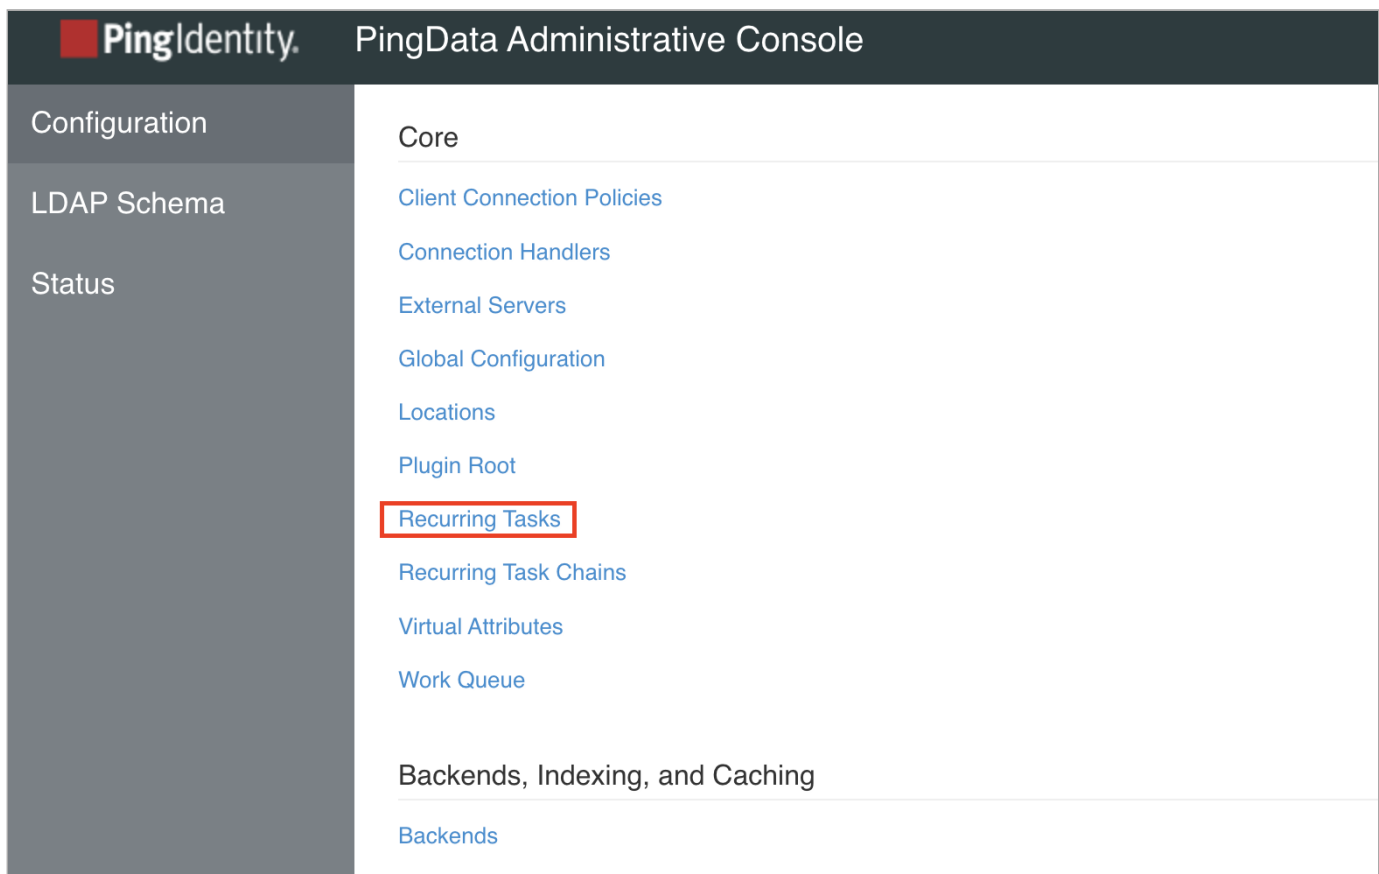 PingIdentity. PingData Administrative Console
Configuration
LDAP Schema
Status
Core
Client Connection Policies
Connection Handlers
External Servers
Global Configuration
Locations
Plugin Root
Recurring Tasks
Recurring Task Chains
Virtual Attributes
Work Queue
Backends, Indexing, and Caching
Backends